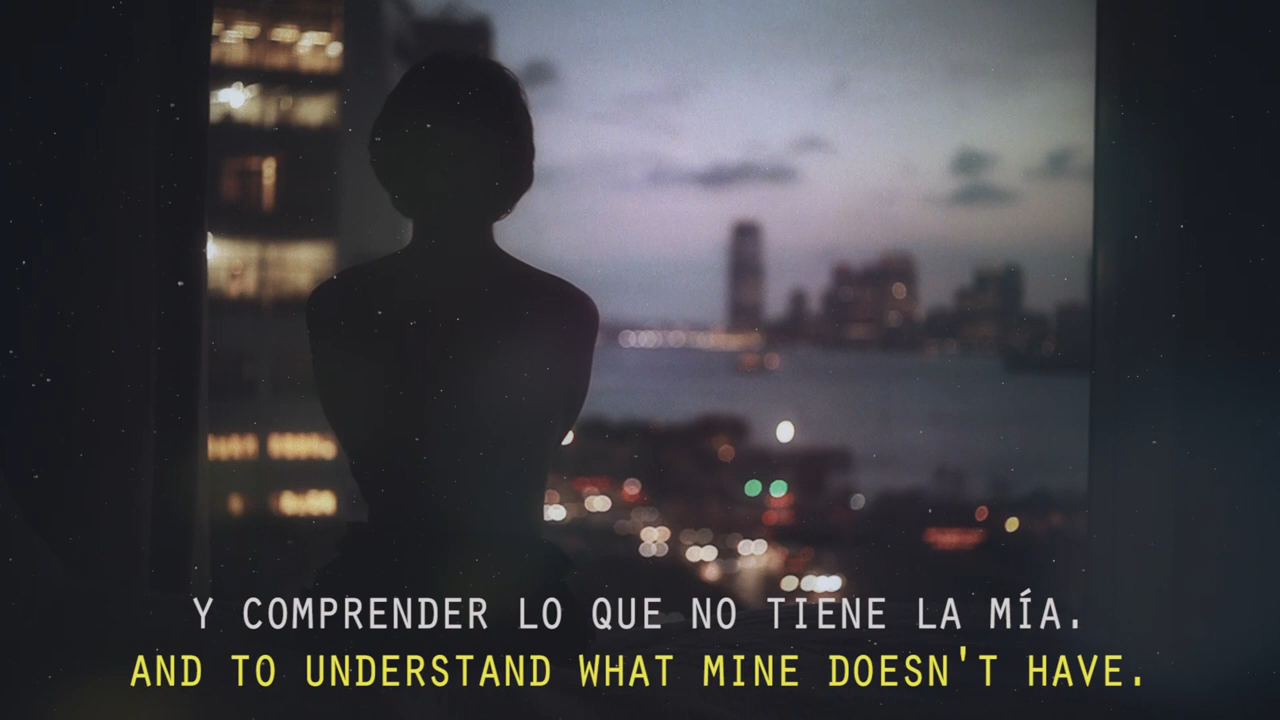 Y COMPRENDER LO QUE NO TIENE LA MÍA.
AND TO UNDERSTAND WHAT MINE DOESN'T HAVE.